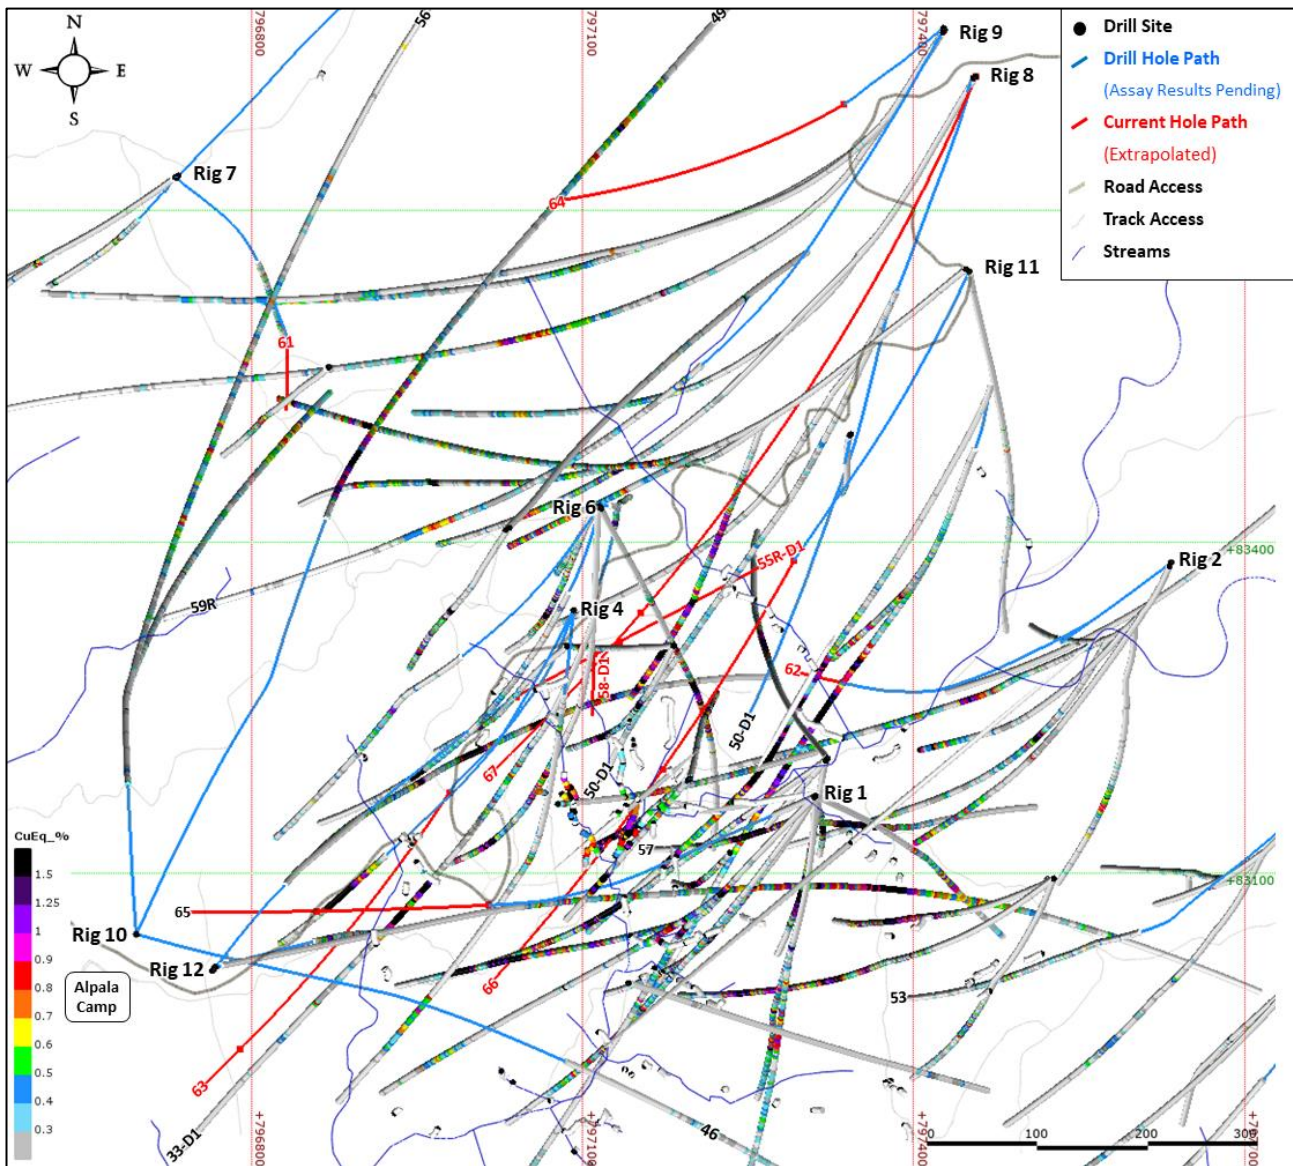 N
W E
S
56
49
+796800
+797100
+797400
Rig 9
Rig 8
Drill Site
Drill Hole Path
(Assay Results Pending)
Current Hole Path
(Extrapolated)
Road Access
Track Access
Streams
Rig 7
64
Rig 11
61
Rig 6
55R-D1
+83400
Rig 2
59R
Rig 4
58-D1
62
50-D1
67
50-D1
Rig 1
57
CuEq_%
1.5
1.25
1
0.9
0.8
0.7
0.6
0.5
0.4
0.3
+83100
65
Rig 10
Rig 12
Alpala
Camp
66
53
63
33-D1
46
+796800
+797100
+797400
0 100 200 300